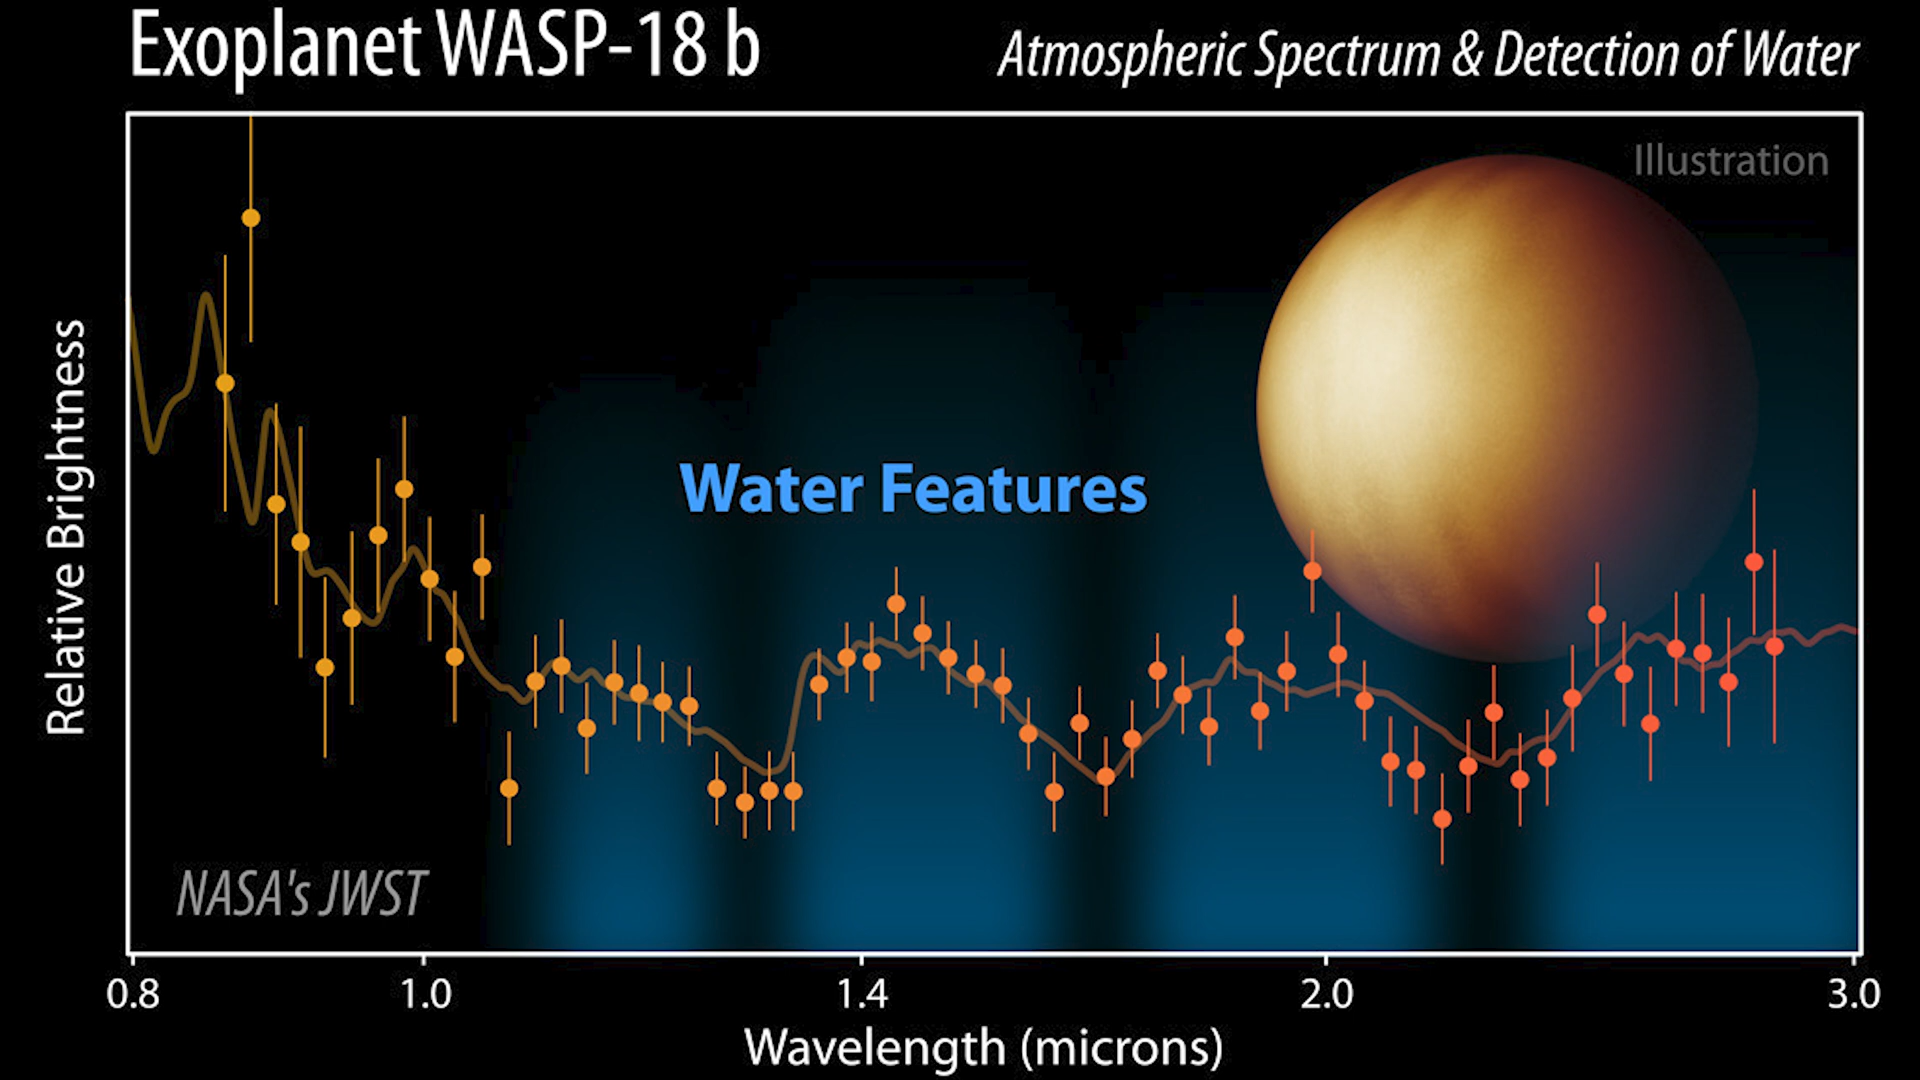 Exoplanet WASP-18 b
Atmospheric Spectrum & Detection of Water
Illustration
Relative Brightness
Water Features
NASA's JWST
0.8 1.0 1.4 2.0 3.0
Wavelength (microns)